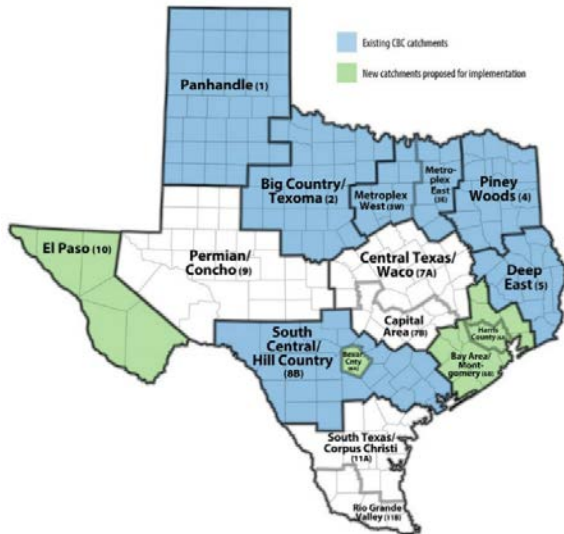 Existing CBC catchments
New catchments proposed for implementation
Panhandle (1)
Big Country/
Texoma (2)
Metroplex
West (3W)
Metro-
plex
East (3E)
Piney
Woods (4)
El Paso (10)
Permian/
Concho (9)
Central Texas/
Waco (7A)
Deep
East (5)
Capital
Area (7B)
Harris
County (6A)
South
Central/
Hill Country
(8B)
Bexar
Cnty
(8A)
Bay Area/
Mont-
gomery (6B)
South Texas/
Corpus Christi
(11A)
Rio Grande
Valley (11B)